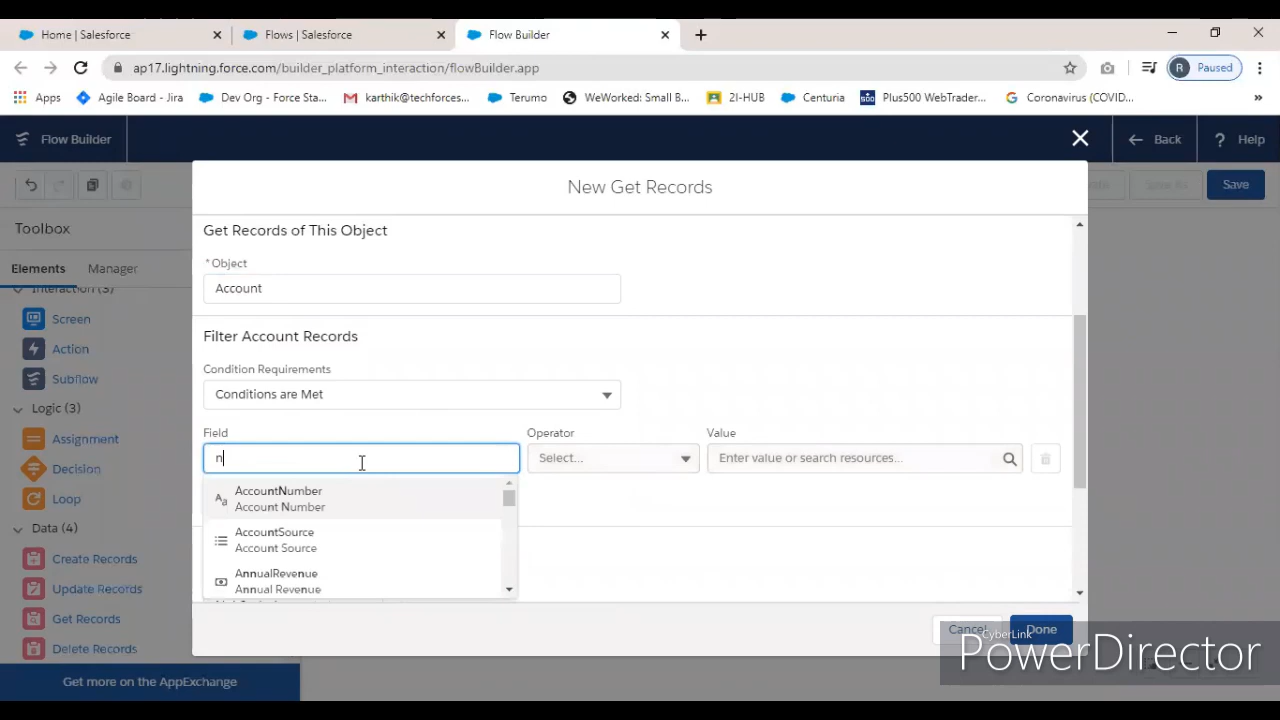 Home | Salesforce
Flows | Salesforce
Flow Builder
ap17.lightning.force.com/builder_platform_interaction/flowBuilder.app
R Paused
Apps
Agile Board - Jira
Dev Org - Force Sta...
karthik@techforces...
Terumo
WeWorked: Small B...
2I-HUB
Centuria
Plus500 WebTrader...
Coronavirus (COVID...
»
Flow Builder
Back
? Help
Save
New Get Records
Toolbox
Elements
Manager
Interaction (3)
Screen
Action
Subflow
Logic (3)
Assignment
Decision
Loop
Data (4)
Create Records
Update Records
Get Records
Delete Records
Get more on the AppExchange
Get Records of This Object
* Object
Account
Filter Account Records
Condition Requirements
Conditions are Met
Field
Operator
Value
n
Select...
Enter value or search resources...
AccountNumber
Account Number
AccountSource
Account Source
AnnualRevenue
Annual Revenue
Cancel
Done
CyberLink
PowerDirector